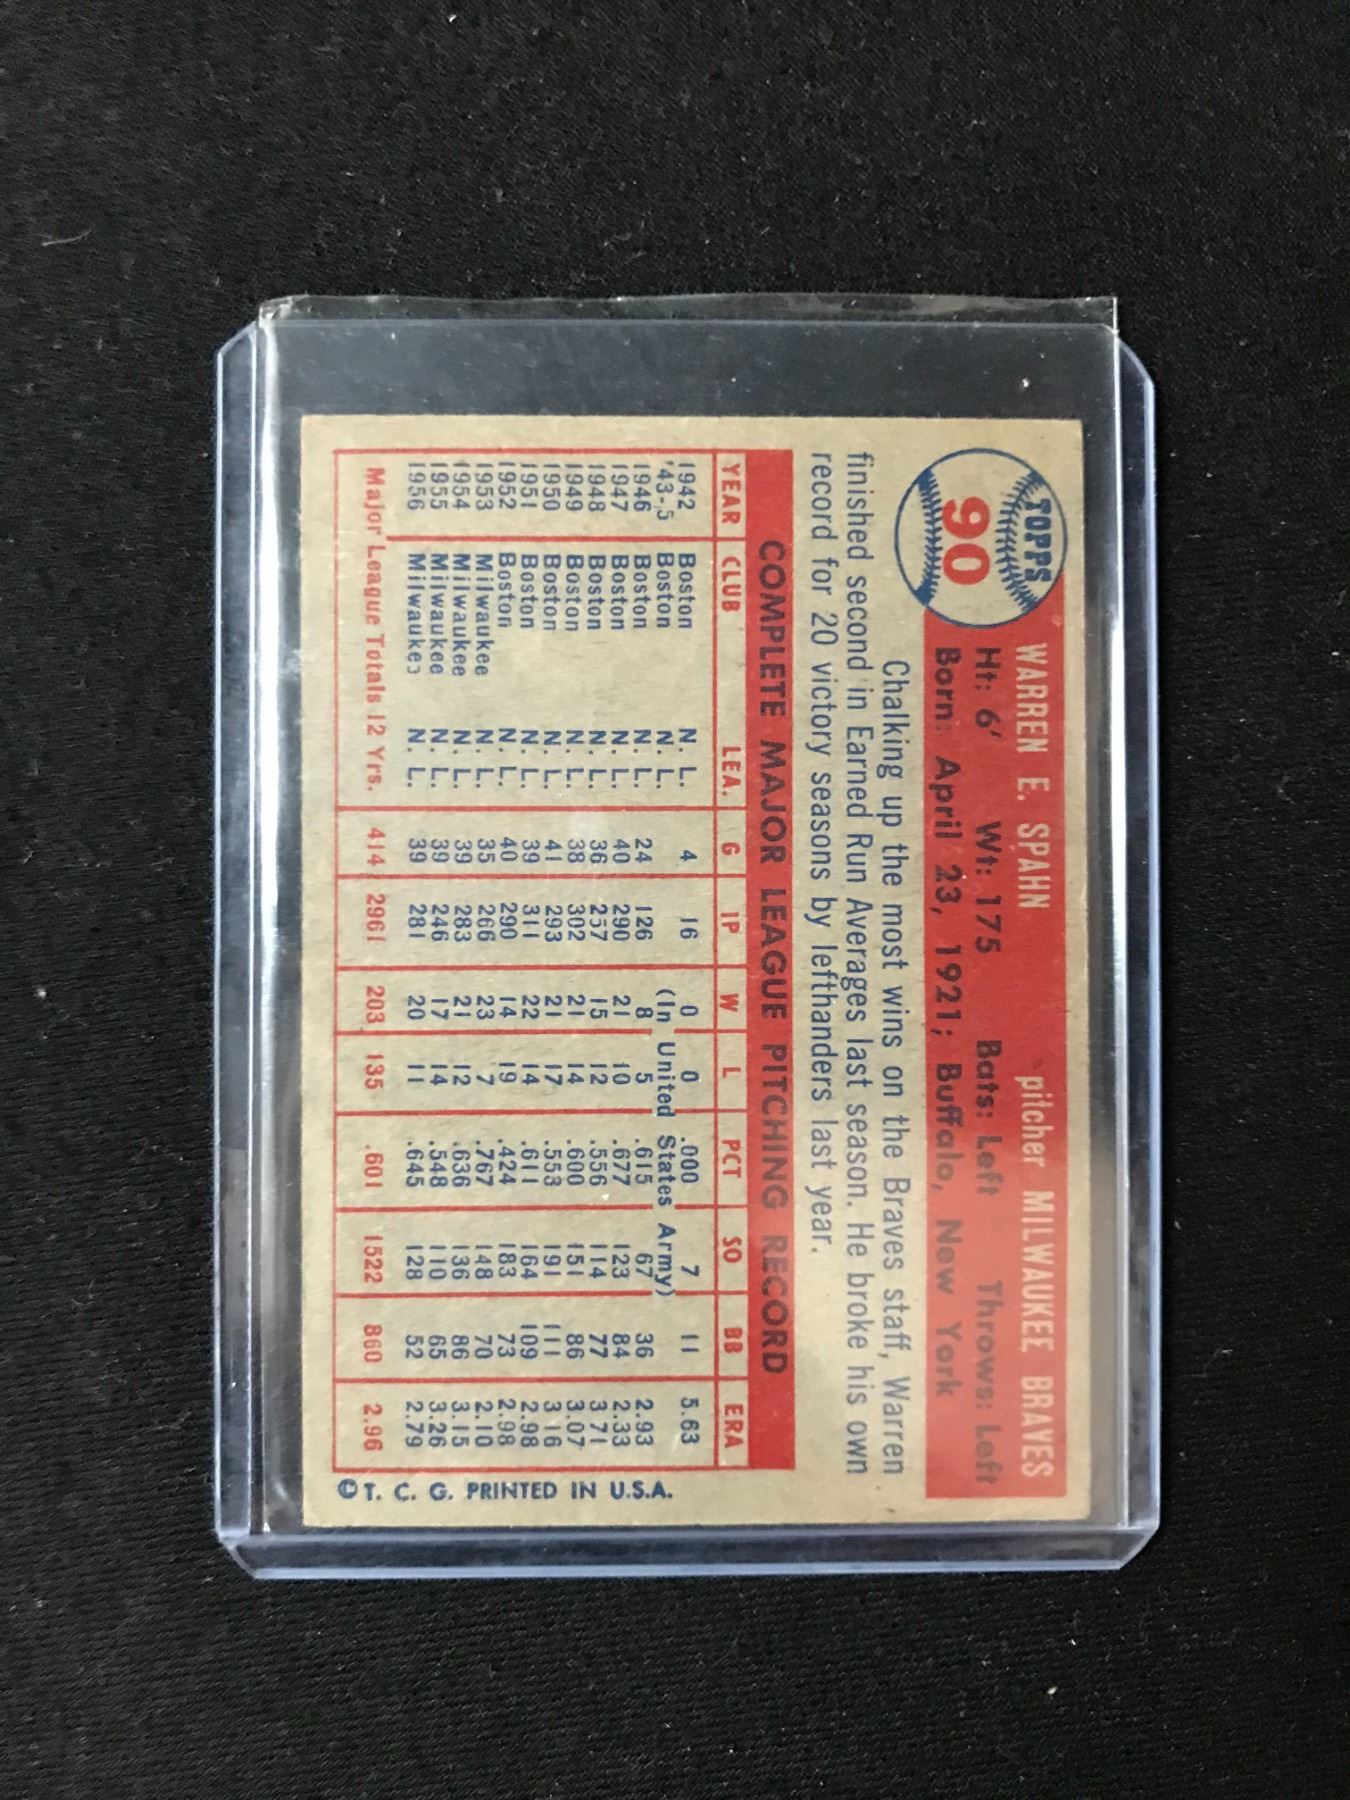 TOPPS
90
WARREN E. SPAHN pitcher MILWAUKEE BRAVES
Ht: 6' Wt: 175 Bats: Left Throws: Left
Born: April 23, 1921; Buffalo, New York
Chalking up the most wins on the Braves staff, Warren
finished second in Earned Run Averages last season. He broke his own
record for 20 victory seasons by lefthanders last year.
COMPLETE MAJOR LEAGUE PITCHING RECORD
YEAR CLUB LEA. G IP W L PCT SO BB ERA
1942 Boston N. L. 4 16 0 0 .000 7 11 5.63
'43-5 Boston N. L. (In United States Army)
1946 Boston N. L. 24 126 8 5 .615 67 36 2.93
1947 Boston N. L. 40 290 21 10 .677 123 84 2.33
1948 Boston N. L. 36 257 15 12 .556 114 77 3.71
1949 Boston N. L. 38 302 21 14 .600 151 86 3.07
1950 Boston N. L. 41 293 21 17 .553 191 111 3.16
1951 Boston N. L. 39 311 22 14 .611 164 109 2.98
1952 Boston N. L. 40 290 14 19 .424 183 73 2.98
1953 Milwaukee N. L. 35 266 23 7 .767 148 70 2.10
1954 Milwaukee N. L. 39 283 21 12 .636 136 86 3.15
1955 Milwaukee N. L. 39 246 17 14 .548 110 65 3.26
1956 Milwaukee N. L. 39 281 20 11 .645 128 52 2.79
Major League Totals 12 Yrs. 414 2961 203 135 .601 1522 860 2.96
© T. C. G. PRINTED IN U.S.A.